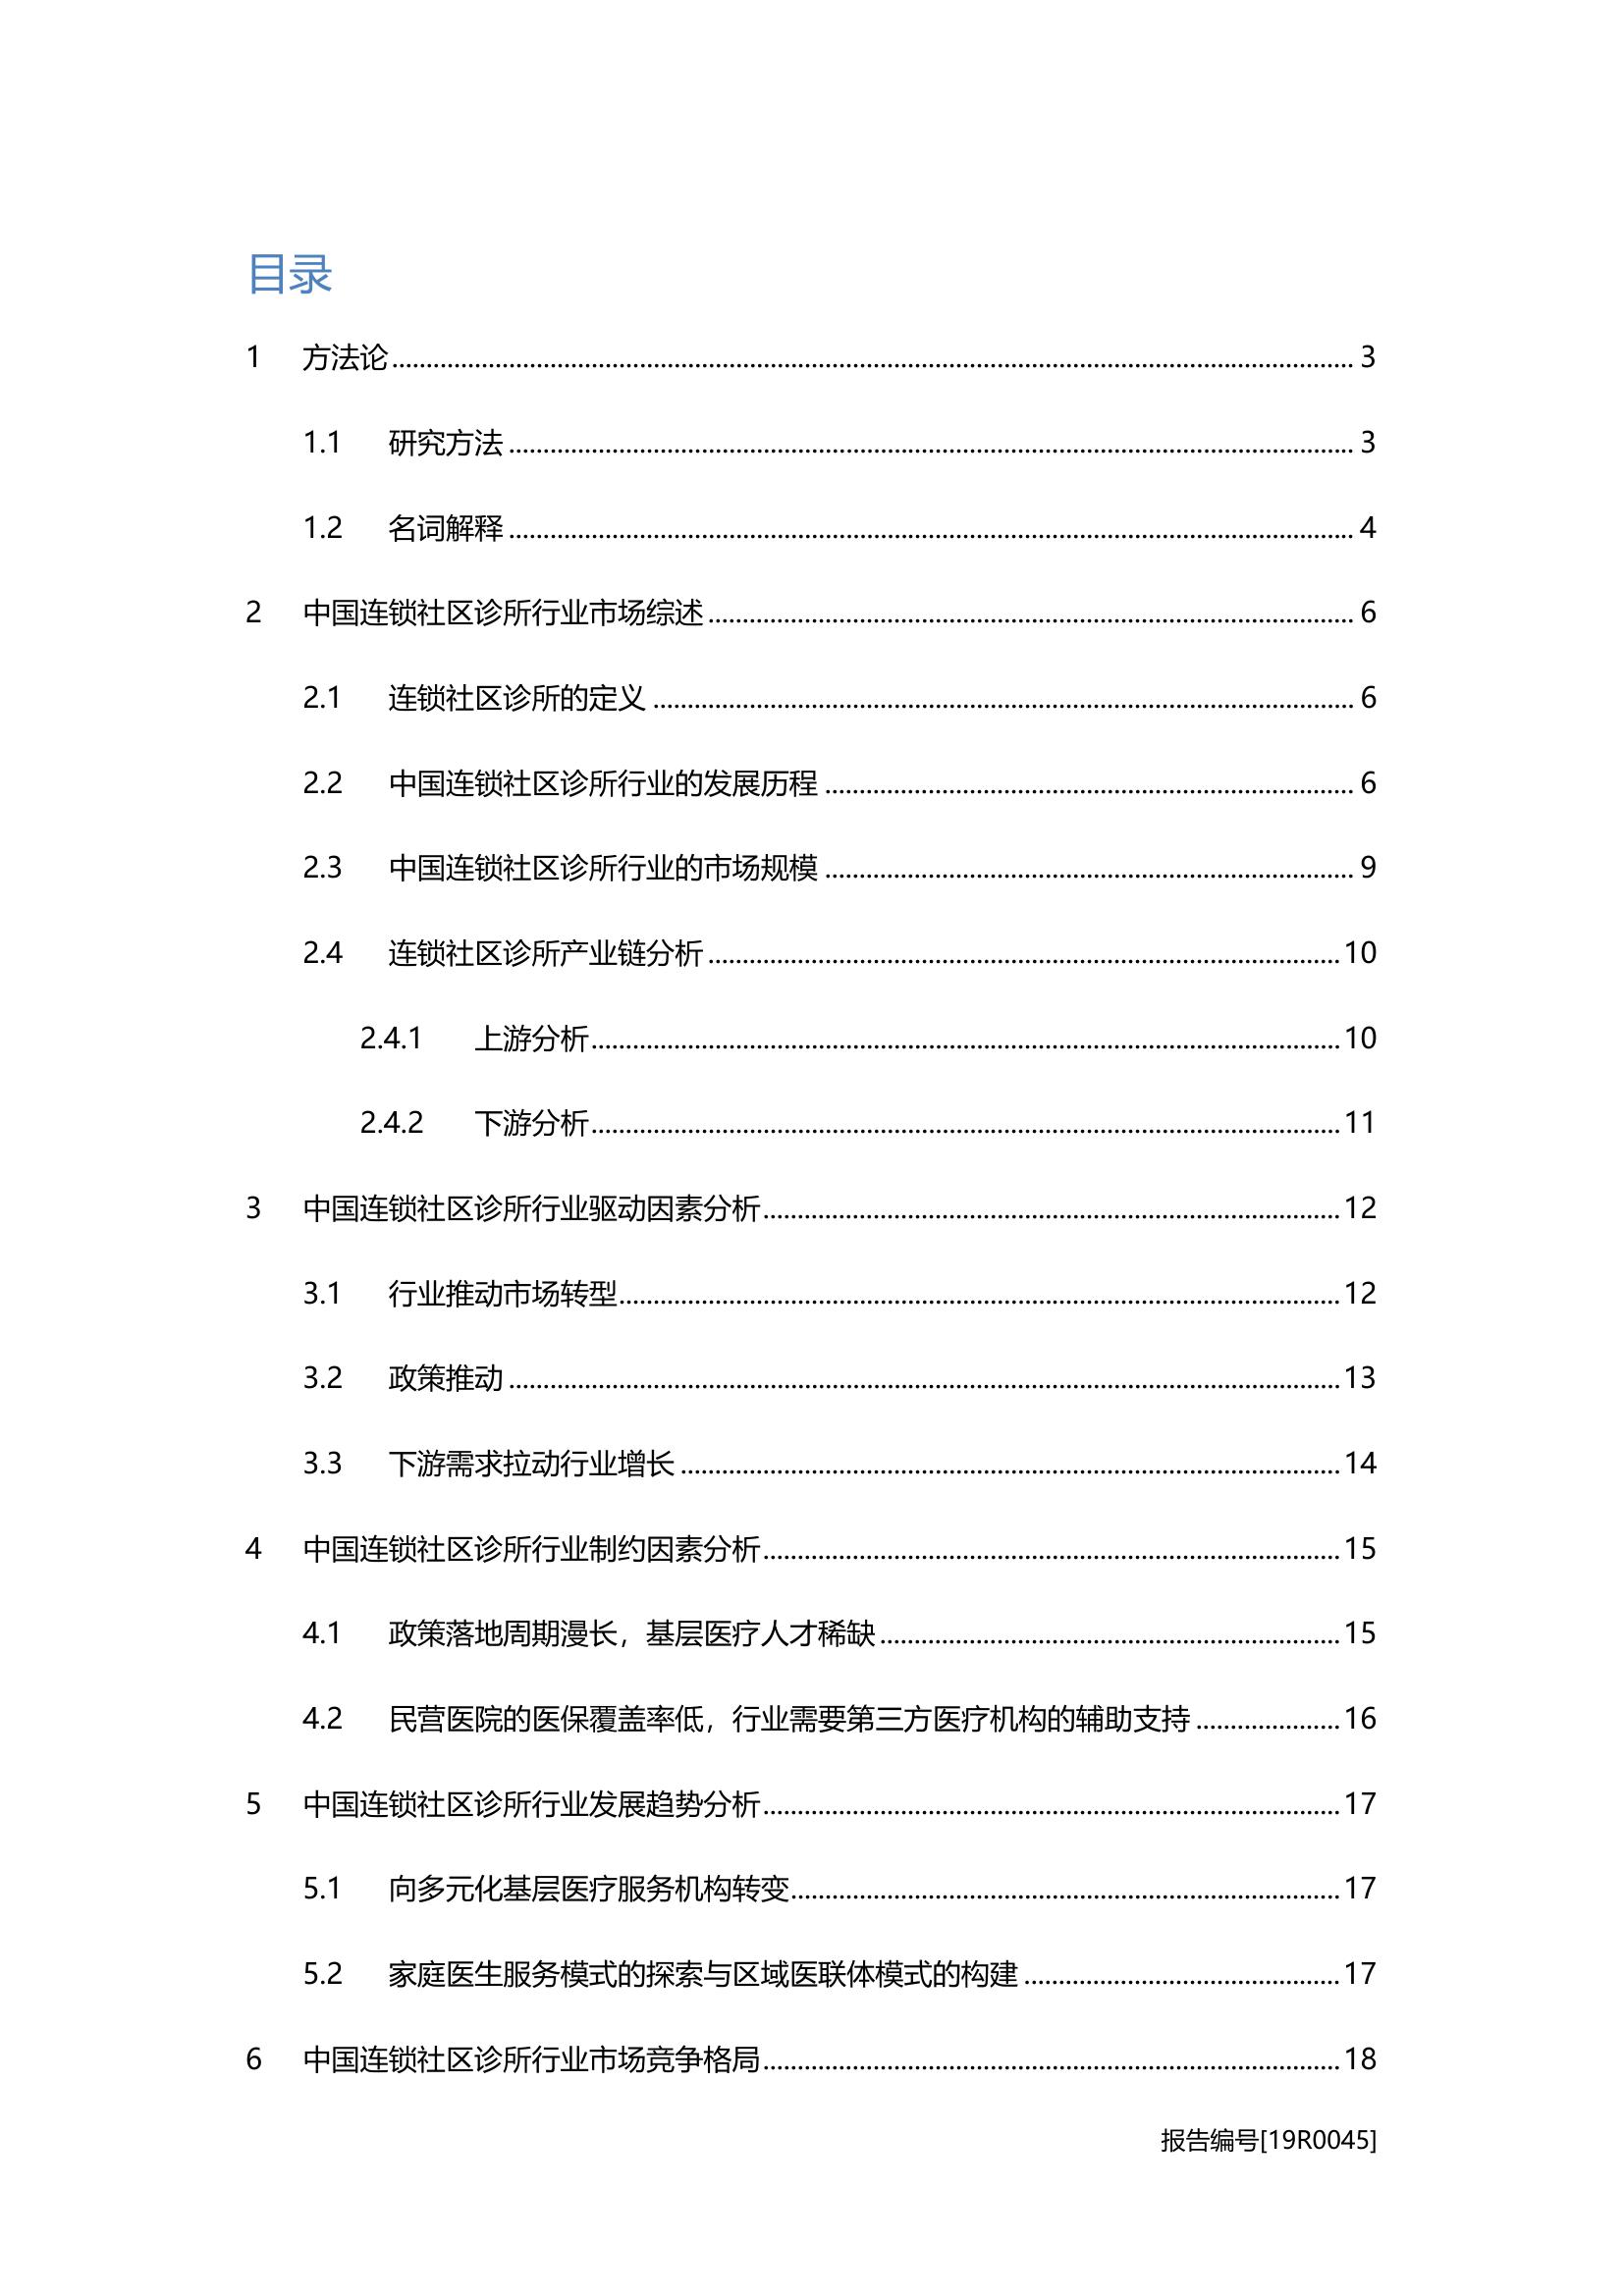 目录
1 方法论 3
1.1 研究方法 3
1.2 名词解释 4
2 中国连锁社区诊所行业市场综述 6
2.1 连锁社区诊所的定义 6
2.2 中国连锁社区诊所行业的发展历程 6
2.3 中国连锁社区诊所行业的市场规模 9
2.4 连锁社区诊所产业链分析 10
2.4.1 上游分析 10
2.4.2 下游分析 11
3 中国连锁社区诊所行业驱动因素分析 12
3.1 行业推动市场转型 12
3.2 政策推动 13
3.3 下游需求拉动行业增长 14
4 中国连锁社区诊所行业制约因素分析 15
4.1 政策落地周期漫长，基层医疗人才稀缺 15
4.2 民营医院的医保覆盖率低，行业需要第三方医疗机构的辅助支持 16
5 中国连锁社区诊所行业发展趋势分析 17
5.1 向多元化基层医疗服务机构转变 17
5.2 家庭医生服务模式的探索与区域医联体模式的构建 17
6 中国连锁社区诊所行业市场竞争格局 18
报告编号[19R0045]